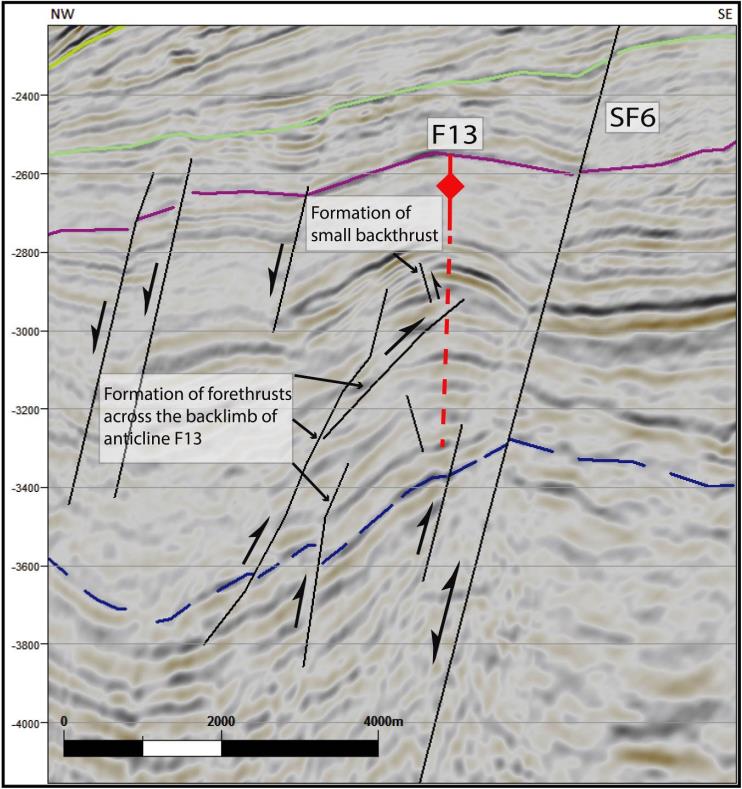 NW
SE
-2400
SF6
F13
-2600
Formation of
small backthrust
-2800
-3000
Formation of forethrusts
across the backlimb of
anticline F13
-3200
-3400
-3600
-3800
-4000
0
2000
4000m